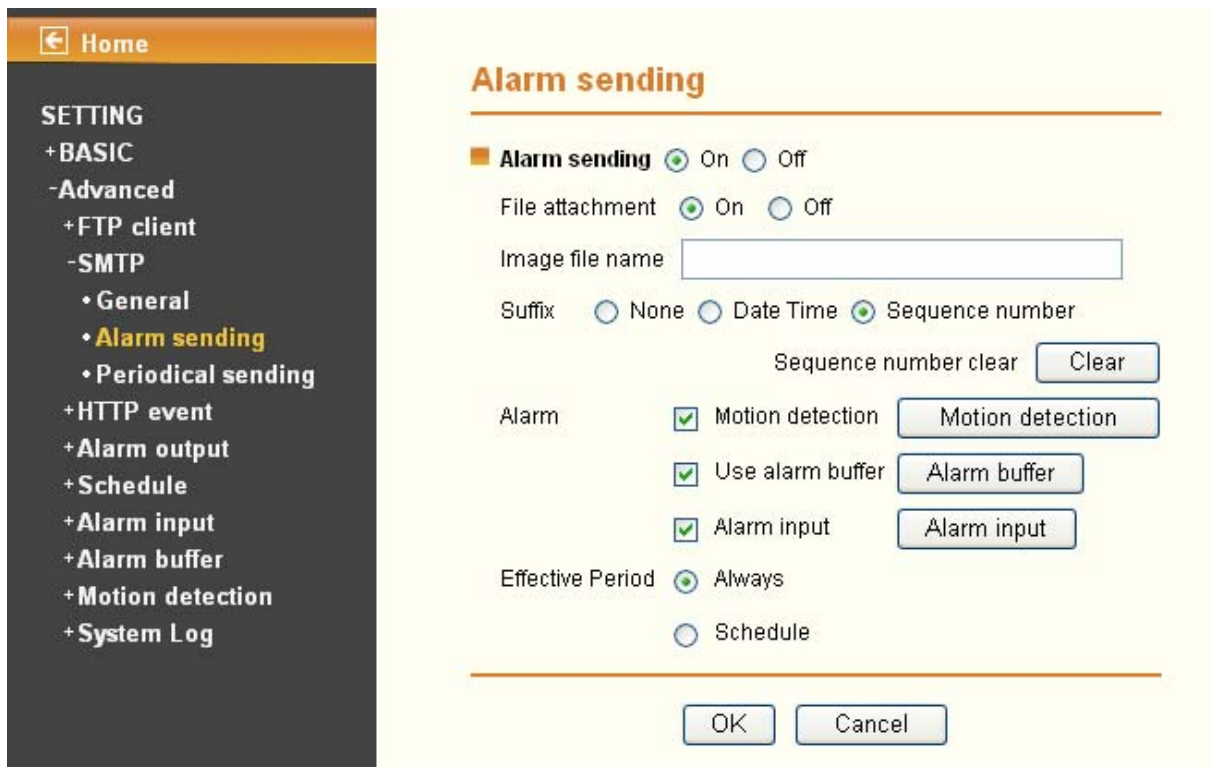 Home
SETTING
+BASIC
-Advanced
+FTP client
-SMTP
•General
•Alarm sending
•Periodical sending
+HTTP event
+Alarm output
+Schedule
+Alarm input
+Alarm buffer
+Motion detection
+System Log
Alarm sending
Alarm sending On Off
File attachment On Off
Image file name
Suffix None Date Time Sequence number
Sequence number clear Clear
Alarm Motion detection Motion detection
Use alarm buffer Alarm buffer
Alarm input Alarm input
Effective Period Always
Schedule
OK Cancel